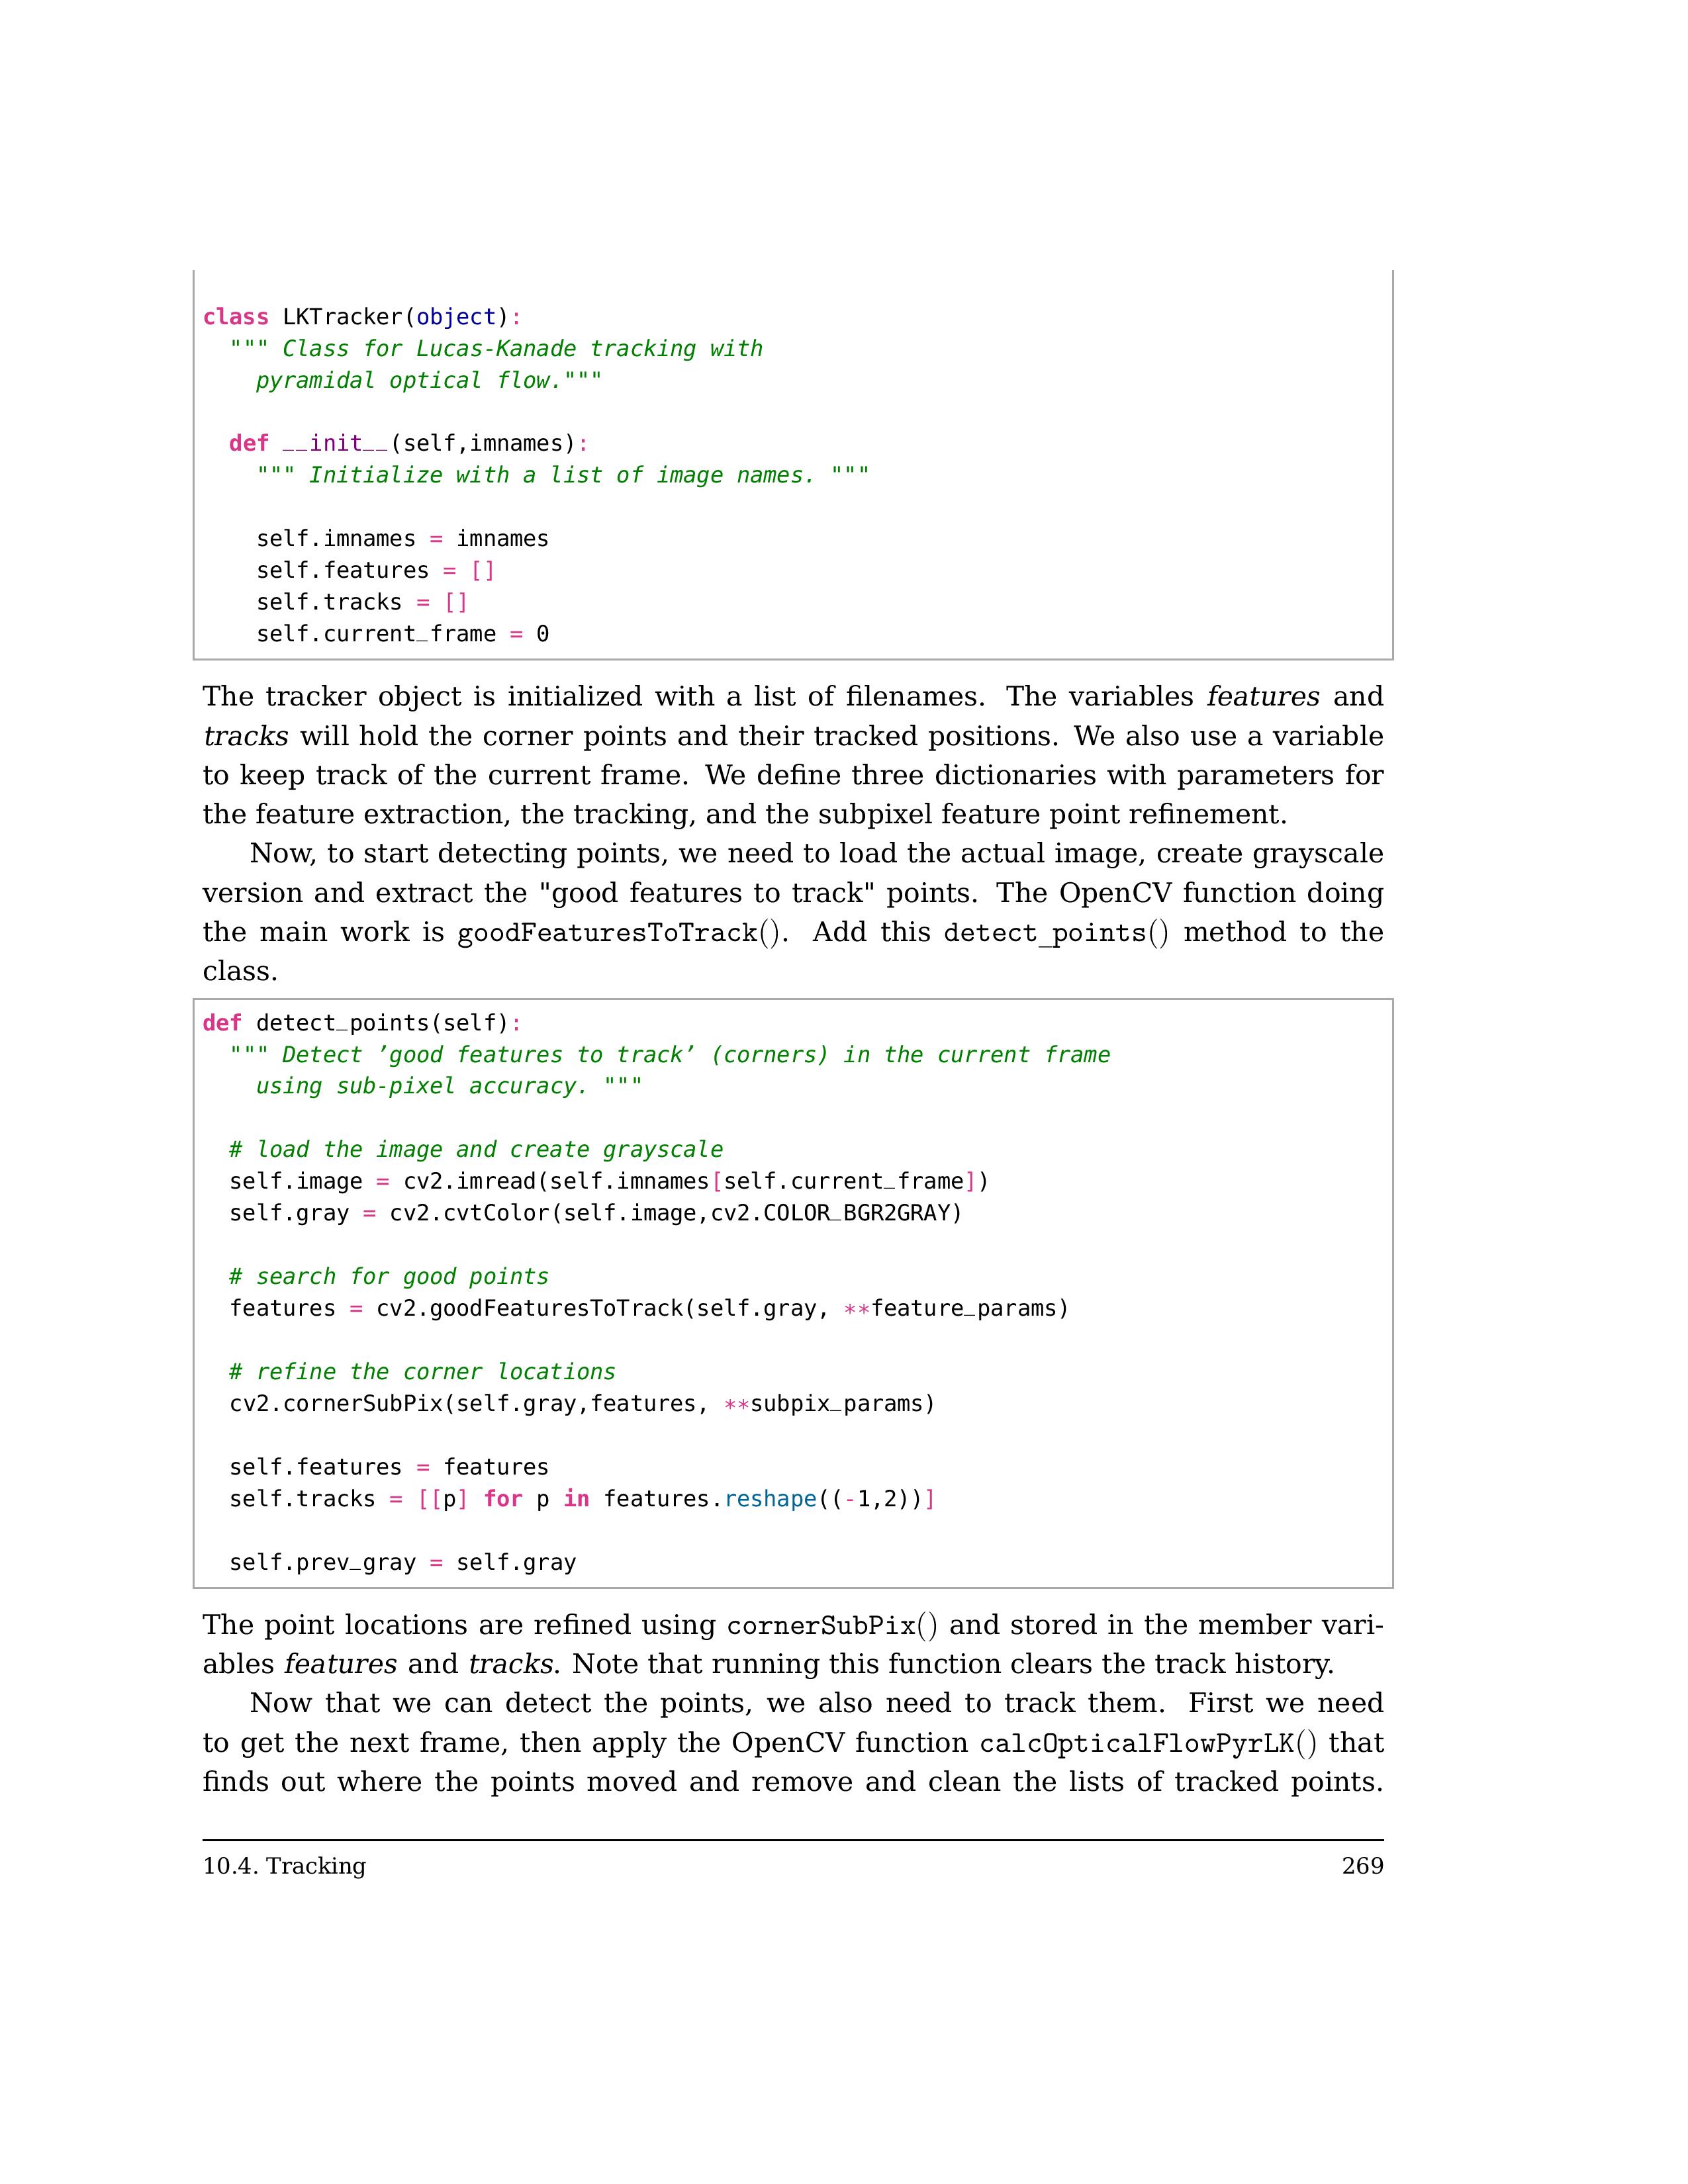 class LKTracker(object):
  """ Class for Lucas-Kanade tracking with
    pyramidal optical flow."""

  def __init__(self,imnames):
    """ Initialize with a list of image names. """

    self.imnames = imnames
    self.features = []
    self.tracks = []
    self.current_frame = 0

The tracker object is initialized with a list of filenames. The variables features and
tracks will hold the corner points and their tracked positions. We also use a variable
to keep track of the current frame. We define three dictionaries with parameters for
the feature extraction, the tracking, and the subpixel feature point refinement.
Now, to start detecting points, we need to load the actual image, create grayscale
version and extract the "good features to track" points. The OpenCV function doing
the main work is goodFeaturesToTrack(). Add this detect_points() method to the
class.

def detect_points(self):
  """ Detect ’good features to track’ (corners) in the current frame
    using sub-pixel accuracy. """

  # load the image and create grayscale
  self.image = cv2.imread(self.imnames[self.current_frame])
  self.gray = cv2.cvtColor(self.image,cv2.COLOR_BGR2GRAY)

  # search for good points
  features = cv2.goodFeaturesToTrack(self.gray, **feature_params)

  # refine the corner locations
  cv2.cornerSubPix(self.gray,features, **subpix_params)

  self.features = features
  self.tracks = [[p] for p in features.reshape((-1,2))]

  self.prev_gray = self.gray

The point locations are refined using cornerSubPix() and stored in the member vari-
ables features and tracks. Note that running this function clears the track history.
Now that we can detect the points, we also need to track them. First we need
to get the next frame, then apply the OpenCV function calcOpticalFlowPyrLK() that
finds out where the points moved and remove and clean the lists of tracked points.

10.4. Tracking 269